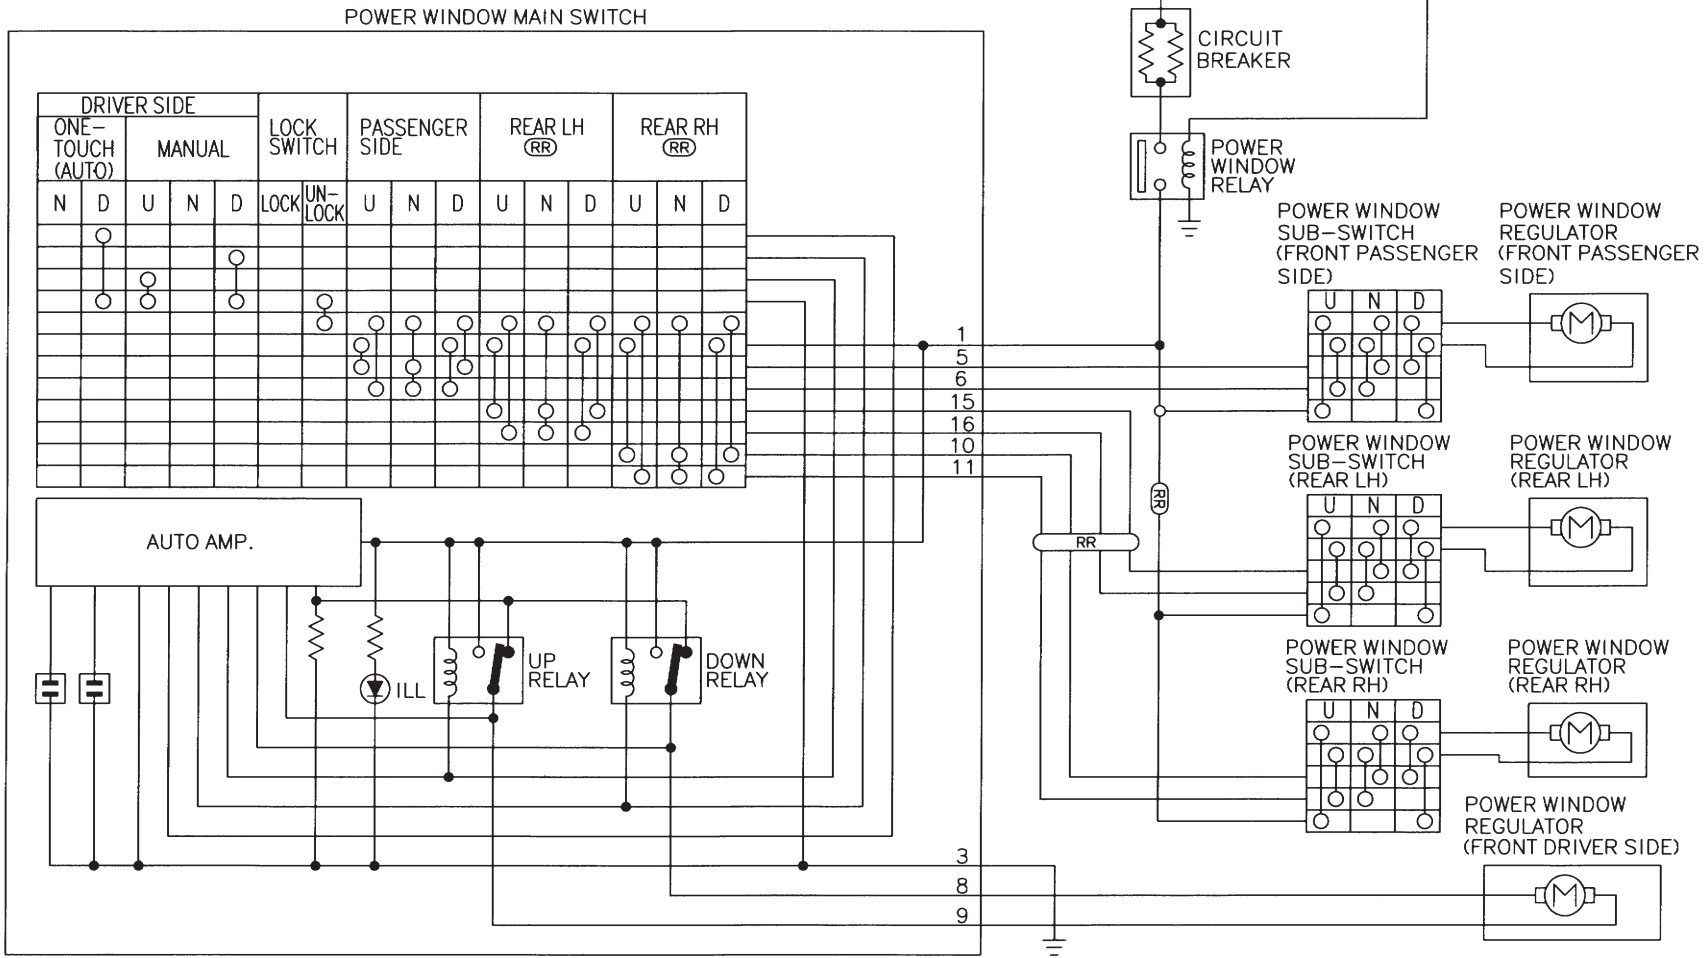 POWER WINDOW MAIN SWITCH
CIRCUIT
BREAKER
DRIVER SIDE
ONE-
TOUCH
(AUTO)
MANUAL
LOCK
SWITCH
PASSENGER
SIDE
REAR LH
RR
REAR RH
RR
N D U N D LOCK UN-
LOCK U N D U N D U N D
POWER
WINDOW
RELAY
POWER WINDOW
SUB-SWITCH
(FRONT PASSENGER
SIDE)
U N D
POWER WINDOW
REGULATOR
(FRONT PASSENGER
SIDE)
M
1
5
6
15
16
10
11
POWER WINDOW
SUB-SWITCH
(REAR LH)
U N D
POWER WINDOW
REGULATOR
(REAR LH)
M
RR
RR
AUTO AMP.
ILL
UP
RELAY
DOWN
RELAY
POWER WINDOW
SUB-SWITCH
(REAR RH)
U N D
POWER WINDOW
REGULATOR
(REAR RH)
M
POWER WINDOW
REGULATOR
(FRONT DRIVER SIDE)
M
3
8
9